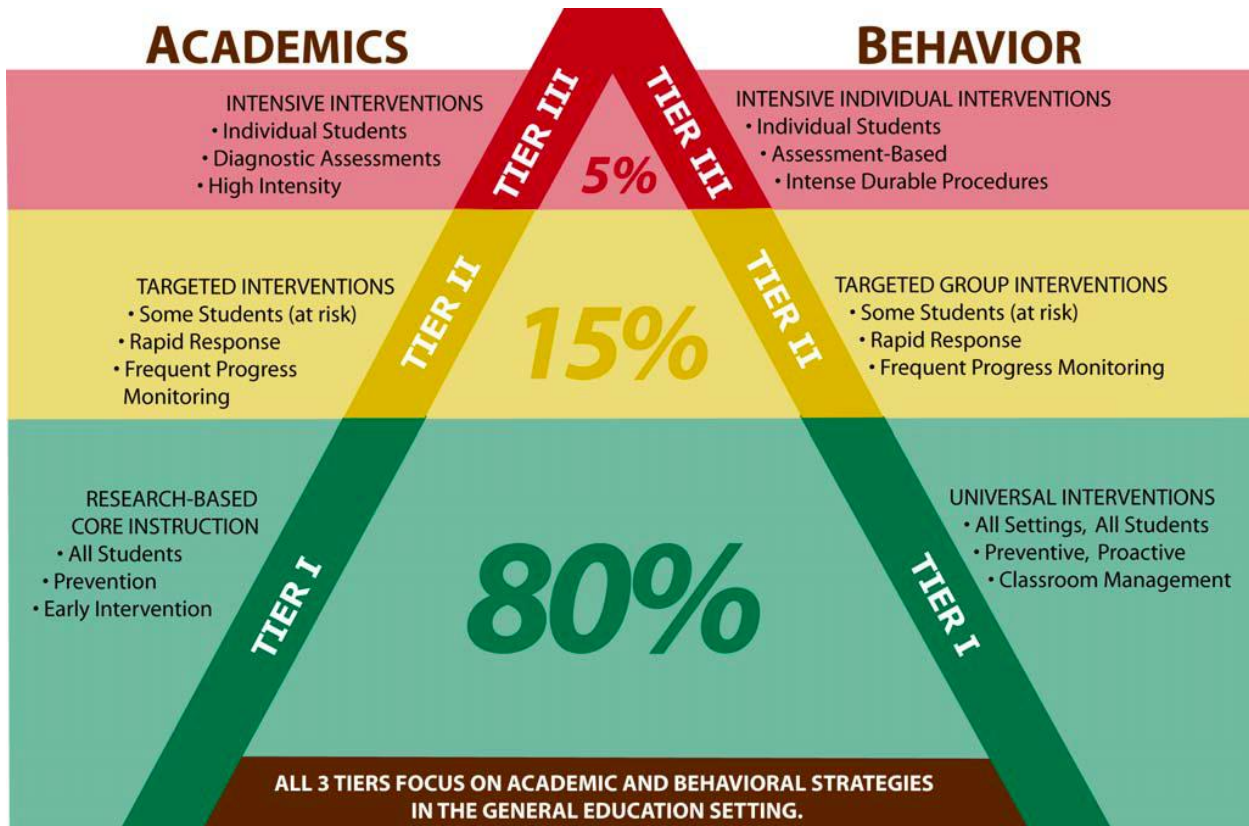 ACADEMICS
BEHAVIOR
INTENSIVE INTERVENTIONS
• Individual Students
• Diagnostic Assessments
• High Intensity
TIER III
5%
TIER III
INTENSIVE INDIVIDUAL INTERVENTIONS
• Individual Students
• Assessment-Based
• Intense Durable Procedures
TARGETED INTERVENTIONS
• Some Students (at risk)
• Rapid Response
• Frequent Progress
Monitoring
TIER II
15%
TIER II
TARGETED GROUP INTERVENTIONS
• Some Students (at risk)
• Rapid Response
• Frequent Progress Monitoring
RESEARCH-BASED
CORE INSTRUCTION
• All Students
• Prevention
• Early Intervention
TIER I
80%
TIER I
UNIVERSAL INTERVENTIONS
• All Settings, All Students
• Preventive, Proactive
• Classroom Management
ALL 3 TIERS FOCUS ON ACADEMIC AND BEHAVIORAL STRATEGIES
IN THE GENERAL EDUCATION SETTING.